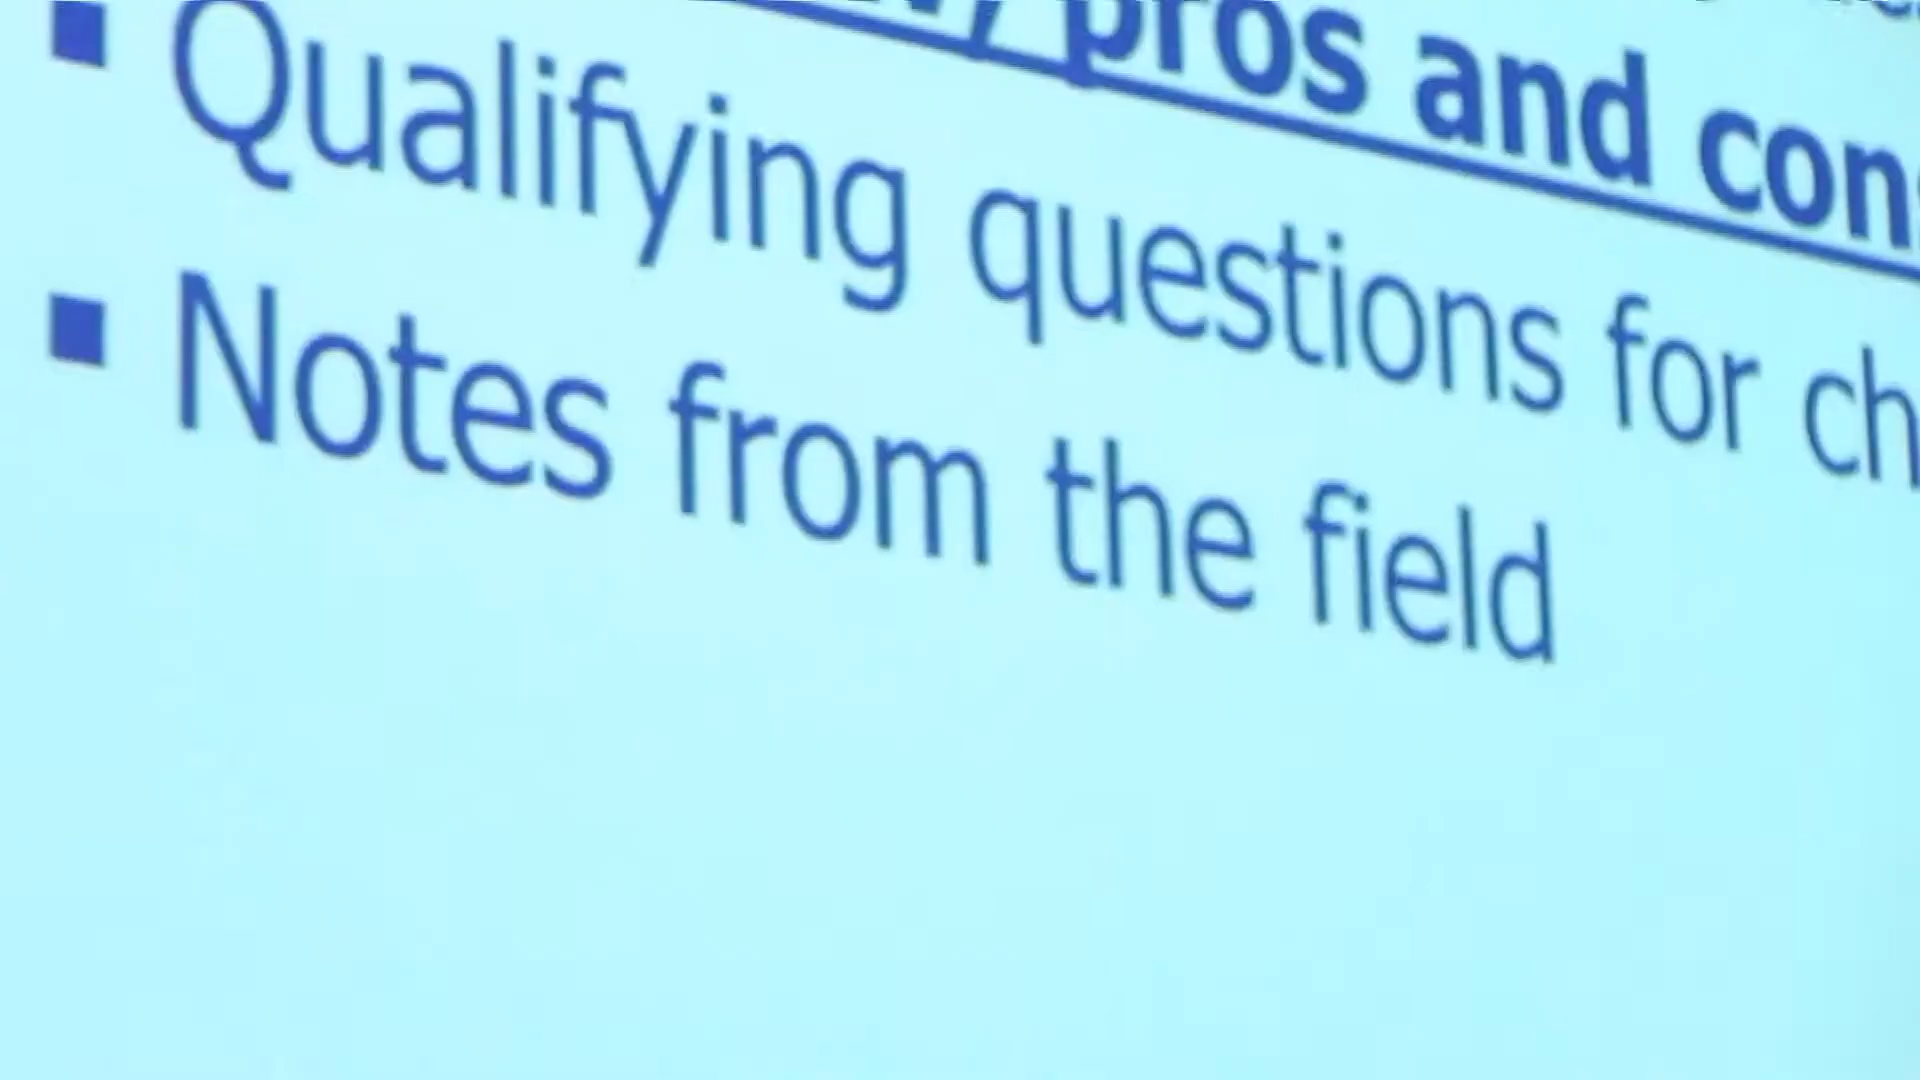 pros and con
Qualifying questions for ch
Notes from the field